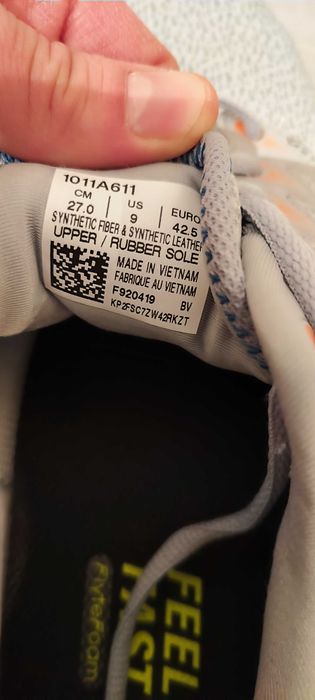 1011A611
CM | US | EURO
27.0 | 9 | 42.5
SYNTHETIC FIBER & SYNTHETIC LEATHE
UPPER / RUBBER SOLE
MADE IN VIETNAM
FABRIQUE AU VIETNAM
F920419 BV
KP2FSC7ZW42RKZT
FEEL
FAST
FlyteFoam